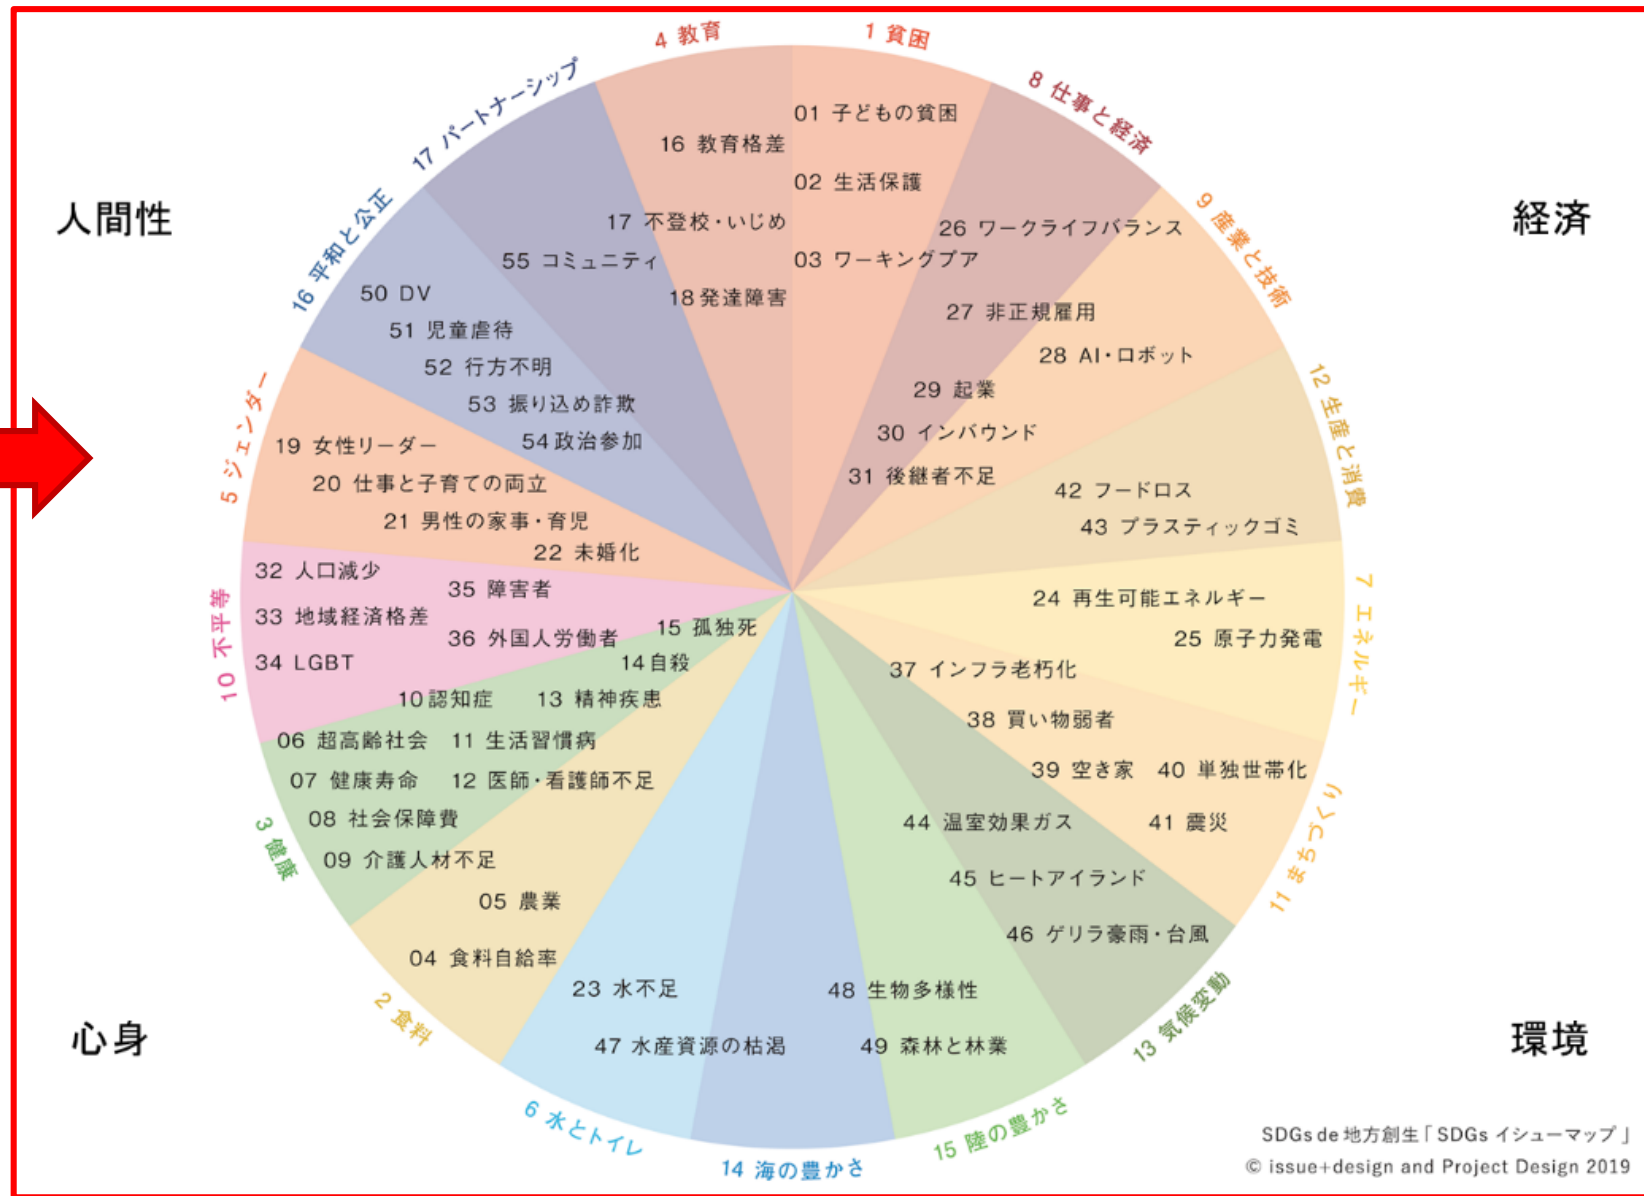 4 教育
1 貧困
17 パートナーシップ
8 仕事と経済
16 平和と公正
9 産業と技術
5 ジェンダー
12 生産と消費
10 不平等
7 エネルギー
3 健康
11 まちづくり
2 食料
13 気候変動
6 水とトイレ
14 海の豊かさ
15 陸の豊かさ
人間性
経済
心身
環境
01 子どもの貧困
02 生活保護
03 ワーキングプア
16 教育格差
17 不登校・いじめ
18 発達障害
55 コミュニティ
26 ワークライフバランス
27 非正規雇用
28 AI・ロボット
29 起業
30 インバウンド
31 後継者不足
50 DV
51 児童虐待
52 行方不明
53 振り込め詐欺
54 政治参加
19 女性リーダー
20 仕事と子育ての両立
21 男性の家事・育児
22 未婚化
42 フードロス
43 プラスティックゴミ
32 人口減少
33 地域経済格差
34 LGBT
35 障害者
36 外国人労働者
24 再生可能エネルギー
25 原子力発電
15 孤独死
14 自殺
13 精神疾患
10 認知症
06 超高齢社会
11 生活習慣病
07 健康寿命
12 医師・看護師不足
08 社会保障費
09 介護人材不足
37 インフラ老朽化
38 買い物弱者
39 空き家
40 単独世帯化
41 震災
44 温室効果ガス
45 ヒートアイランド
46 ゲリラ豪雨・台風
05 農業
04 食料自給率
23 水不足
47 水産資源の枯渇
48 生物多様性
49 森林と林業
SDGs de 地方創生「 SDGs イシューマップ 」
© issue+design and Project Design 2019